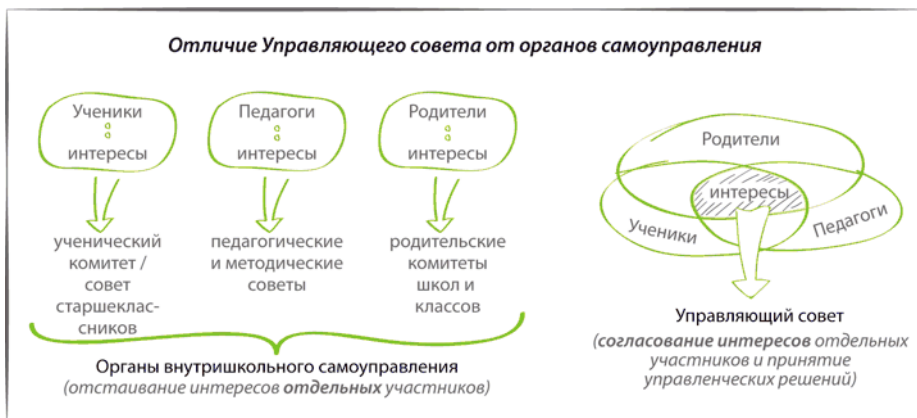 Отличие Управляющего совета от органов самоуправления
Ученики
интересы
ученический
комитет /
совет
старшеклас-
сников
Педагоги
интересы
педагогические
и методические
советы
Родители
интересы
родительские
комитеты
школ и
классов
Органы внутришкольного самоуправления
(отстаивание интересов отдельных участников)
Родители
интересы
Ученики
Педагоги
Управляющий совет
(согласование интересов отдельных
участников и принятие
управленческих решений)